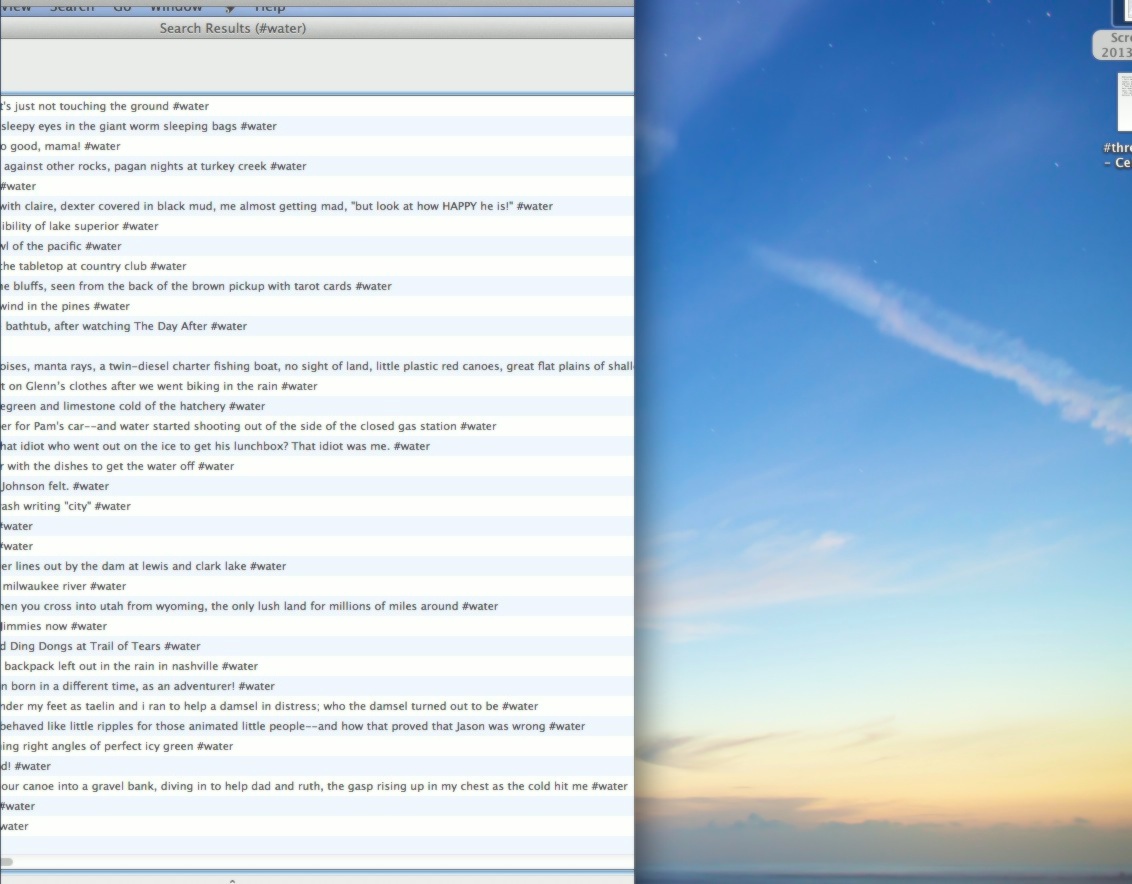 View Search Go Window Help
Search Results (#water)
t's just not touching the ground #water
sleepy eyes in the giant worm sleeping bags #water
o good, mama! #water
against other rocks, pagan nights at turkey creek #water
#water
with claire, dexter covered in black mud, me almost getting mad, "but look at how HAPPY he is!" #water
ibility of lake superior #water
wl of the pacific #water
the tabletop at country club #water
ne bluffs, seen from the back of the brown pickup with tarot cards #water
wind in the pines #water
bathtub, after watching The Day After #water
oises, manta rays, a twin-diesel charter fishing boat, no sight of land, little plastic red canoes, great flat plains of shall
t on Glenn's clothes after we went biking in the rain #water
egreen and limestone cold of the hatchery #water
er for Pam's car--and water started shooting out of the side of the closed gas station #water
hat idiot who went out on the ice to get his lunchbox? That idiot was me. #water
r with the dishes to get the water off #water
Johnson felt. #water
ash writing "city" #water
#water
#water
er lines out by the dam at lewis and clark lake #water
milwaukee river #water
hen you cross into utah from wyoming, the only lush land for millions of miles around #water
Jimmies now #water
d Ding Dongs at Trail of Tears #water
backpack left out in the rain in nashville #water
n born in a different time, as an adventurer! #water
nder my feet as taelin and i ran to help a damsel in distress; who the damsel turned out to be #water
behaved like little ripples for those animated little people--and how that proved that Jason was wrong #water
ning right angles of perfect icy green #water
d! #water
our canoe into a gravel bank, diving in to help dad and ruth, the gasp rising up in my chest as the cold hit me #water
#water
water
Scre
2013
#thre
- Ce